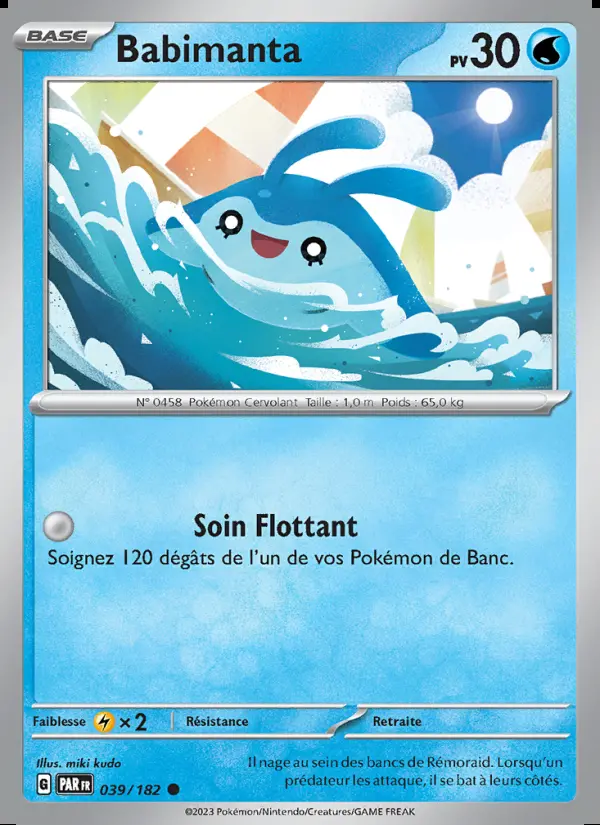 BASE
Babimanta
PV 30
N° 0458 Pokémon Cervolant Taille : 1,0 m Poids : 65,0 kg
Soin Flottant
Soignez 120 dégâts de l'un de vos Pokémon de Banc.
Faiblesse ×2 Résistance Retraite
Illus. miki kudo
Il nage au sein des bancs de Rémoraid. Lorsqu'un
prédateur les attaque, il se bat à leurs côtés.
G PAR FR 039/182
©2023 Pokémon/Nintendo/Creatures/GAME FREAK